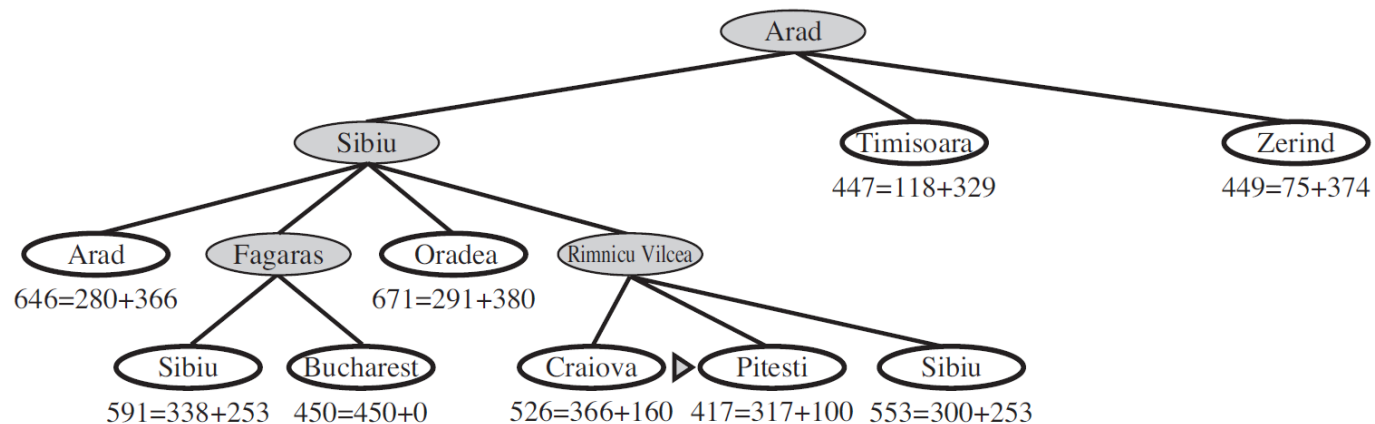 Arad
Sibiu
Timisoara
Zerind
447=118+329
449=75+374
Arad
Fagaras
Oradea
Rimnicu Vilcea
646=280+366
671=291+380
Sibiu
Bucharest
Craiova
Pitesti
Sibiu
591=338+253
450=450+0
526=366+160
417=317+100
553=300+253